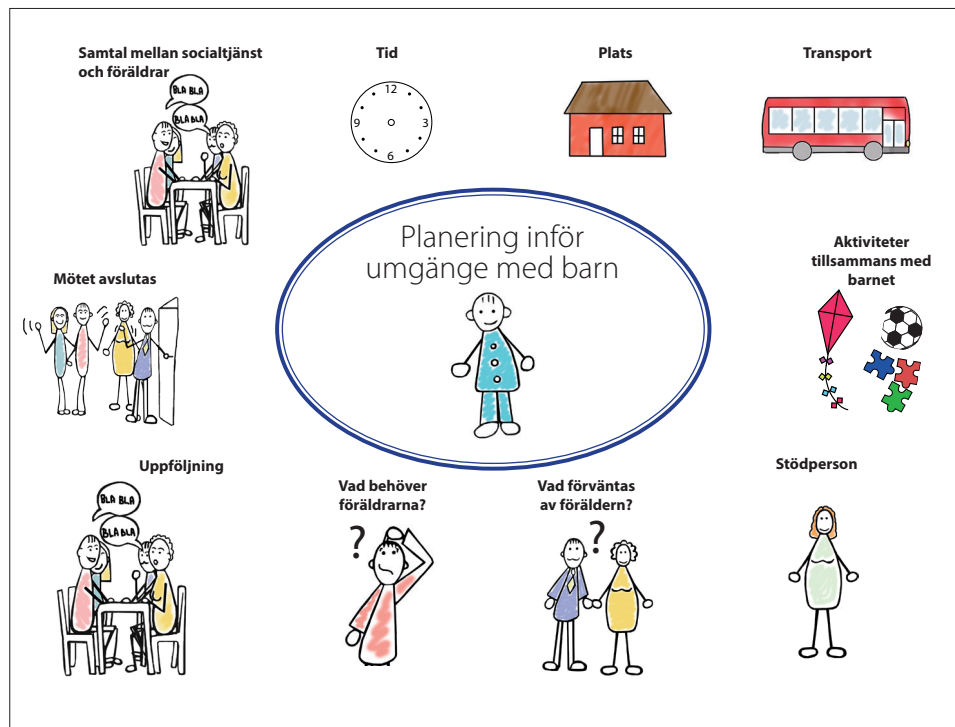 Samtal mellan socialtjänst
och föräldrar
Tid
Plats
Transport
BLA BLA
BLA BLA
12
9
3
6
Planering inför
umgänge med barn
Aktiviteter
tillsammans med
barnet
Mötet avslutas
Uppföljning
BLA BLA
BLA BLA
Vad behöver
föräldrarna?
?
Vad förväntas
av föräldern?
?
Stödperson